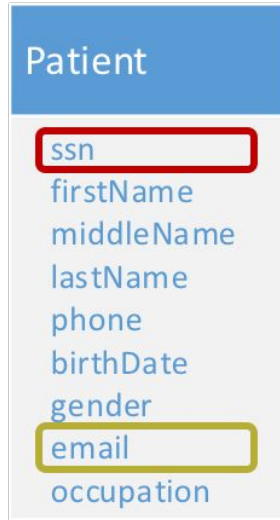 Patient
ssn
firstName
middleName
lastName
phone
birthDate
gender
email
occupation